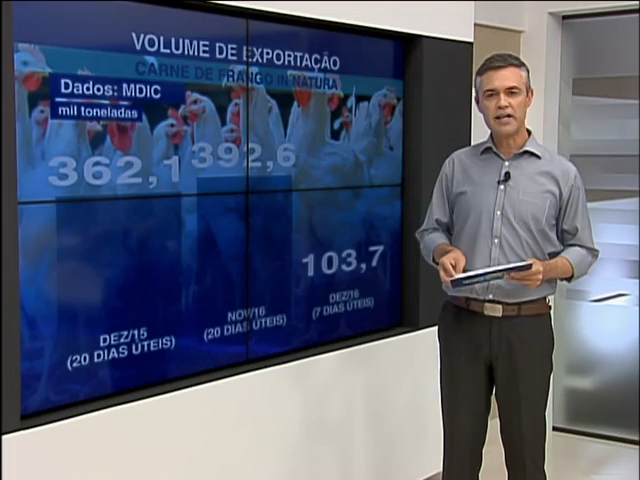 VOLUME DE EXPORTAÇÃO
CARNE DE FRANGO IN NATURA
Dados: MDIC
mil toneladas
362,1
392,6
103,7
DEZ/15
(20 DIAS ÚTEIS)
NOV/16
(20 DIAS ÚTEIS)
DEZ/16
(7 DIAS ÚTEIS)